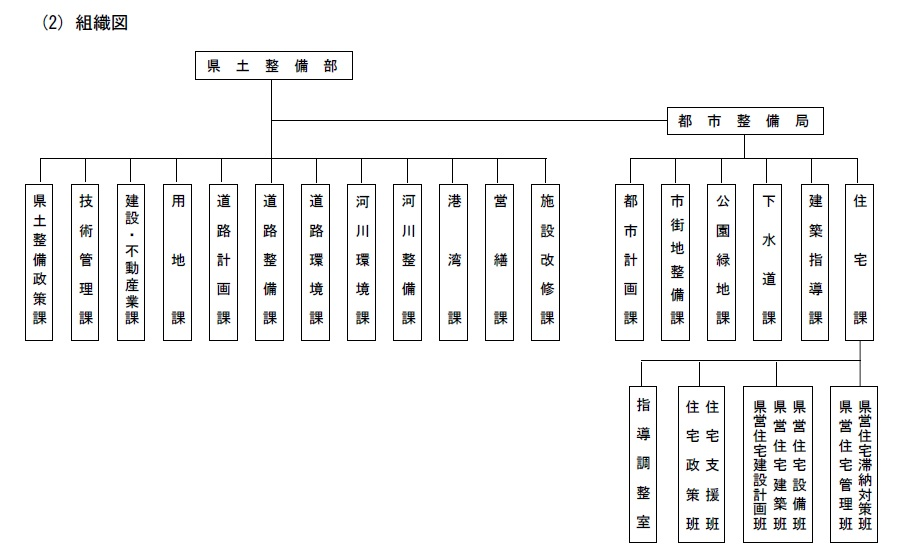 (2) 組織図
県土整備部
都市整備局
県土整備政策課
技術管理課
建設・不動産業課
用地課
道路計画課
道路整備課
道路環境課
河川環境課
河川整備課
港湾課
営繕課
施設改修課
都市計画課
市街地整備課
公園緑地課
下水道課
建築指導課
住宅課
指導調整室
住宅支援班
住宅政策班
県営住宅設備班
県営住宅建築班
県営住宅建設計画班
県営住宅滞納対策班
県営住宅管理班